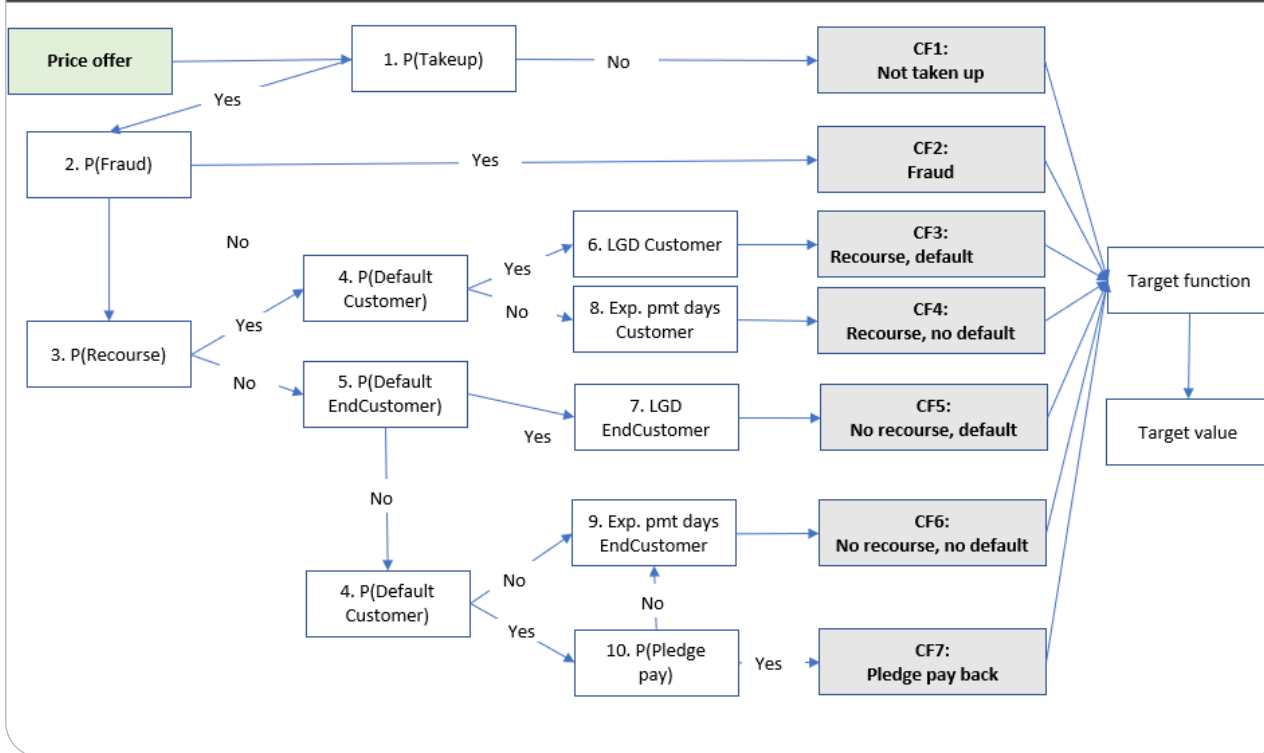 Price offer
1. P(Takeup)
No
CF1:
Not taken up
Yes
2. P(Fraud)
Yes
CF2:
Fraud
No
3. P(Recourse)
Yes
4. P(Default
Customer)
Yes
6. LGD Customer
CF3:
Recourse, default
No
8. Exp. pmt days
Customer
CF4:
Recourse, no default
No
5. P(Default
EndCustomer)
Yes
7. LGD
EndCustomer
CF5:
No recourse, default
No
4. P(Default
Customer)
No
9. Exp. pmt days
EndCustomer
CF6:
No recourse, no default
Yes
10. P(Pledge
pay)
No
Yes
CF7:
Pledge pay back
Target function
Target value